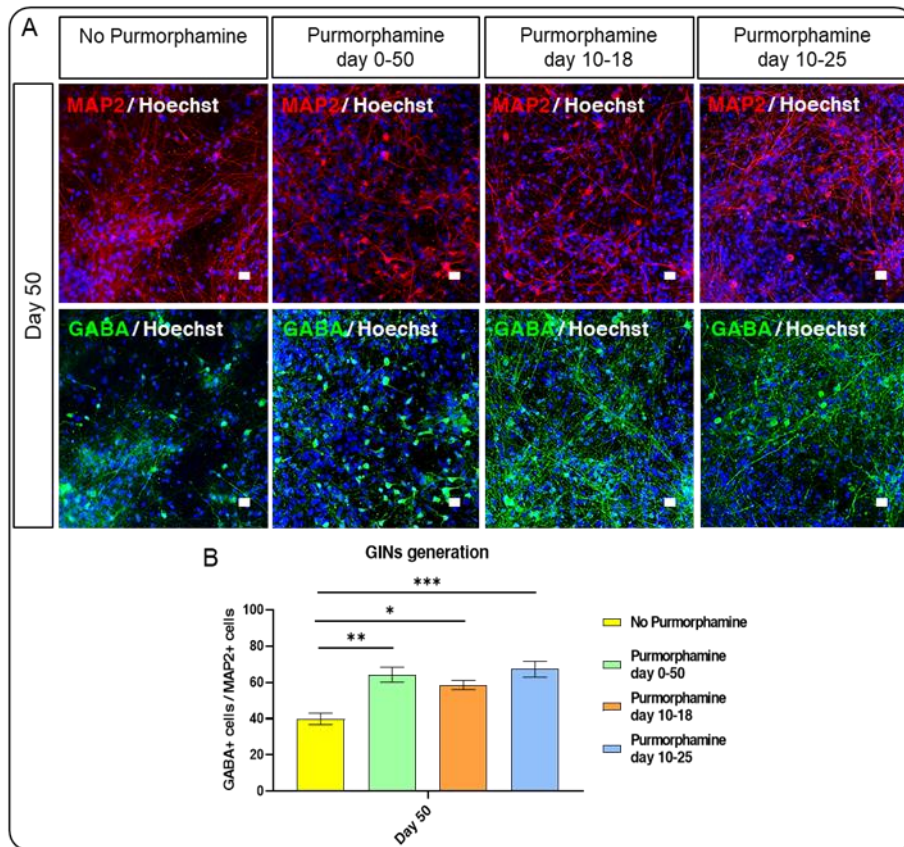 A
No Purmorphamine
Purmorphamine
day 0-50
Purmorphamine
day 10-18
Purmorphamine
day 10-25
Day 50
MAP2 / Hoechst
MAP2 / Hoechst
MAP2 / Hoechst
MAP2 / Hoechst
GABA / Hoechst
GABA / Hoechst
GABA / Hoechst
GABA / Hoechst
B
GINs generation
GABA+ cells / MAP2+ cells
100
80
60
40
20
0
***
*
**
Day 50
No Purmorphamine
Purmorphamine
day 0-50
Purmorphamine
day 10-18
Purmorphamine
day 10-25